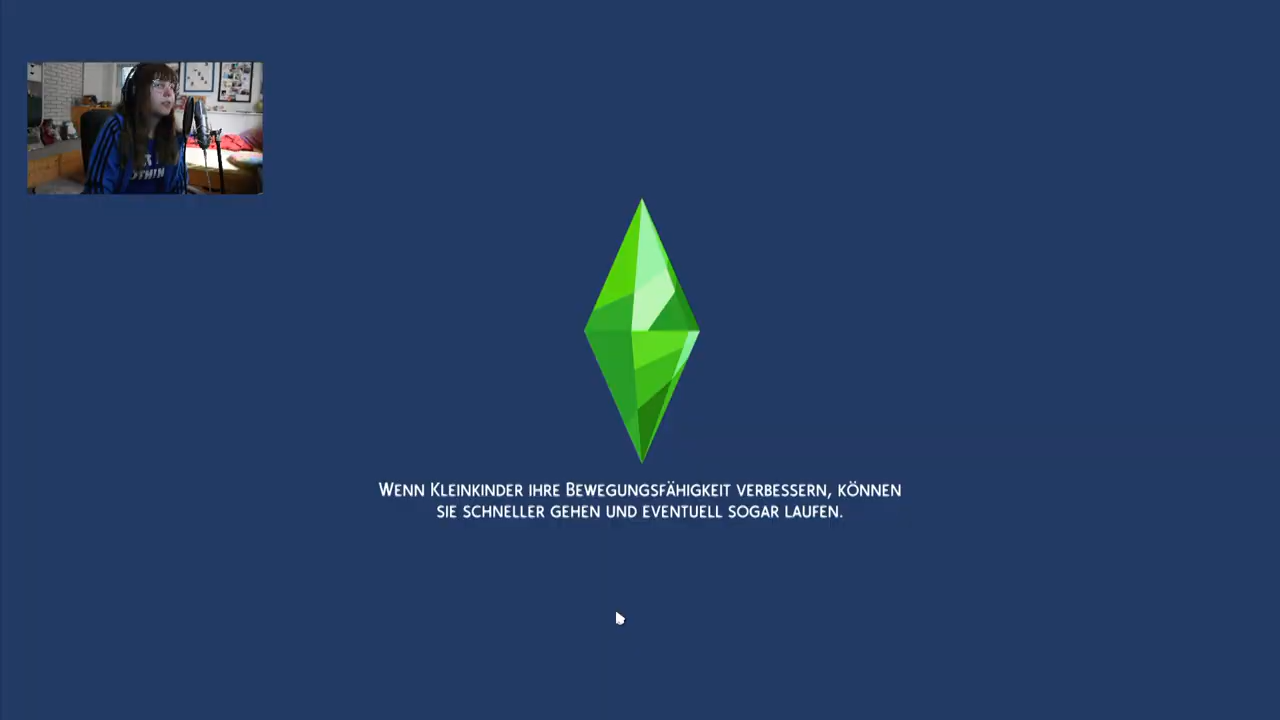 Wenn Kleinkinder ihre Bewegungsfähigkeit verbessern, können
sie schneller gehen und eventuell sogar laufen.